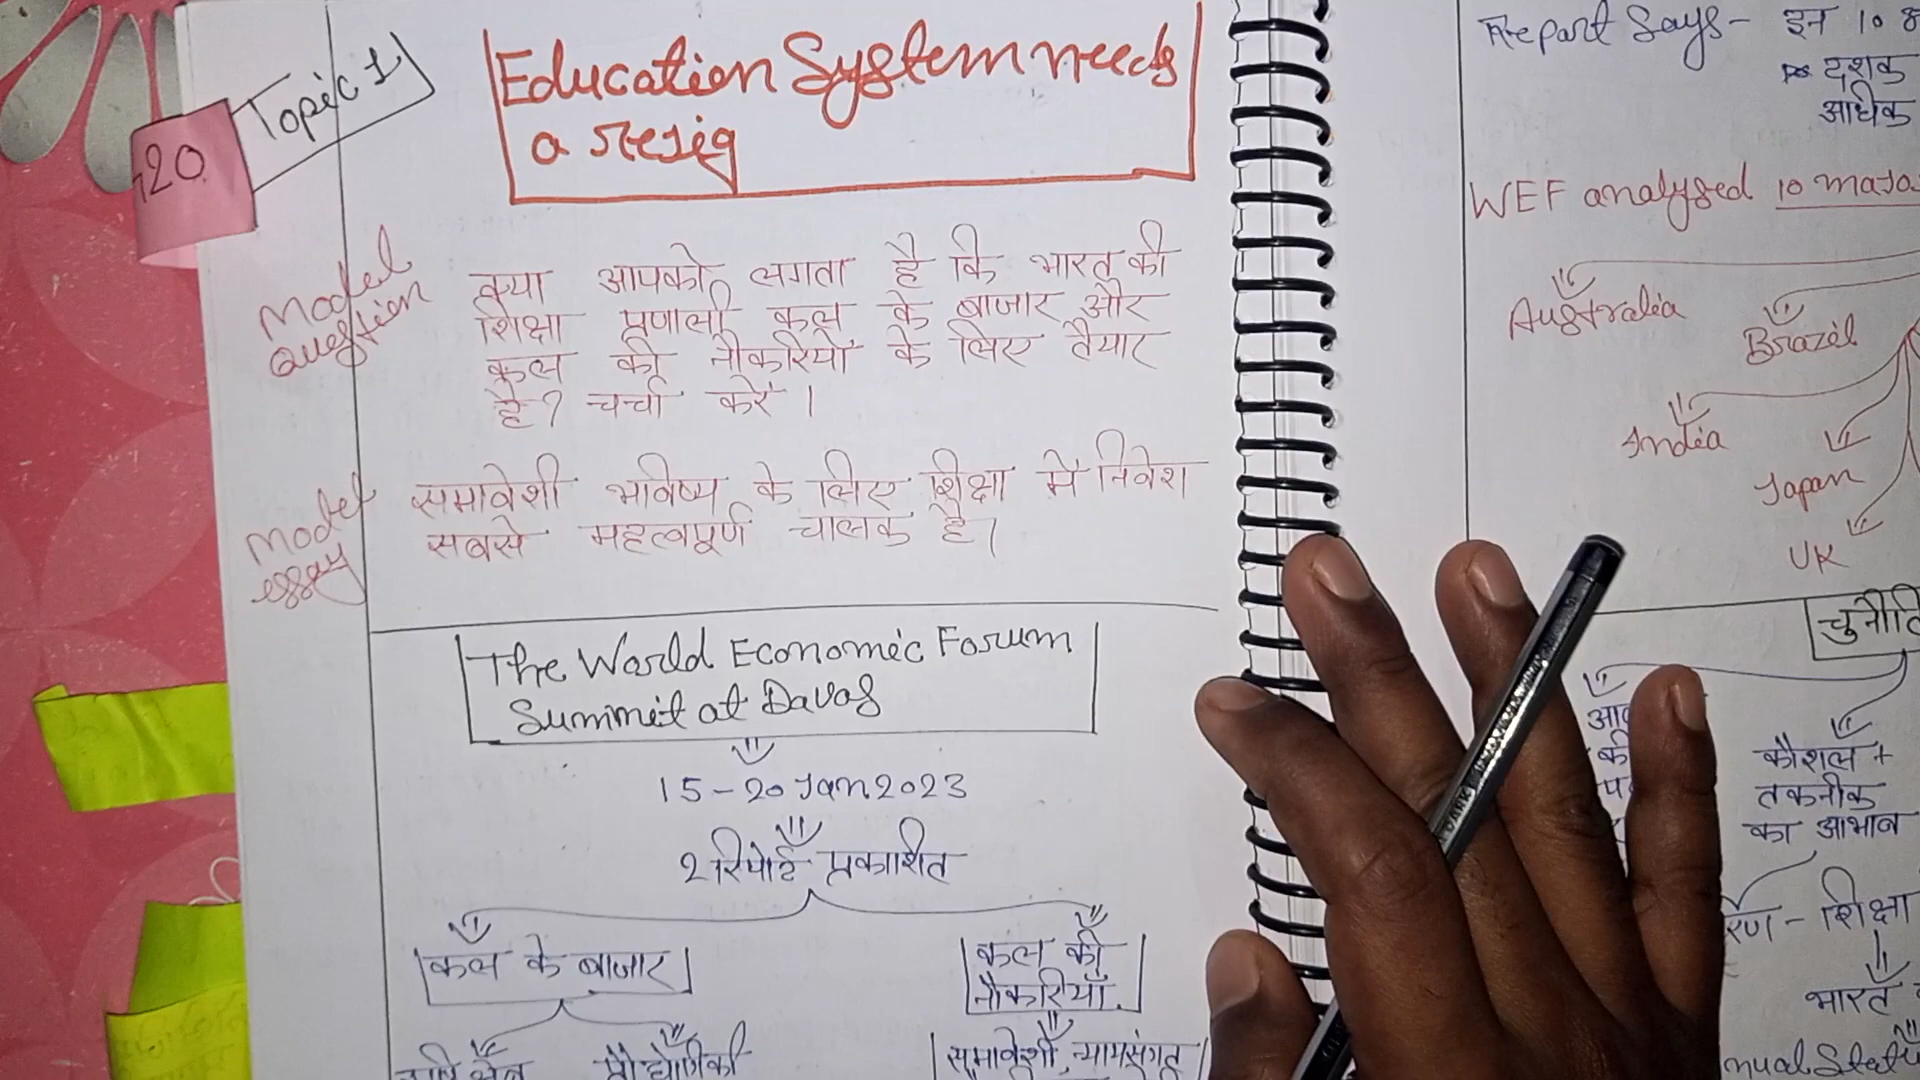 Topic 1
20
Education System needs
a resig
Model
question
क्या आपको लगता है कि भारत की
शिक्षा प्रणाली कल के बाजार और
कल की नौकरियों के लिए तैयार
है? चर्चा करें ।
Model
essay
समावेशी भविष्य के लिए शिक्षा में निवेश
सबसे महत्वपूर्ण चालक है।
The World Economic Forum
Summit at Davos
15-20 Jan 2023
2 रिपोर्ट प्रकाशित
कल के बाजार
कल की
नौकरियाँ.
प्रौद्योगिकी
समावेशी, न्यायसंगत
Report Says- इन 10
दशक
अधिक
WEF analysed 10 major
Australia
Brazil
India
Japan
UK
कौशल +
तकनीक
का अभाव
शिक्षा
भारत